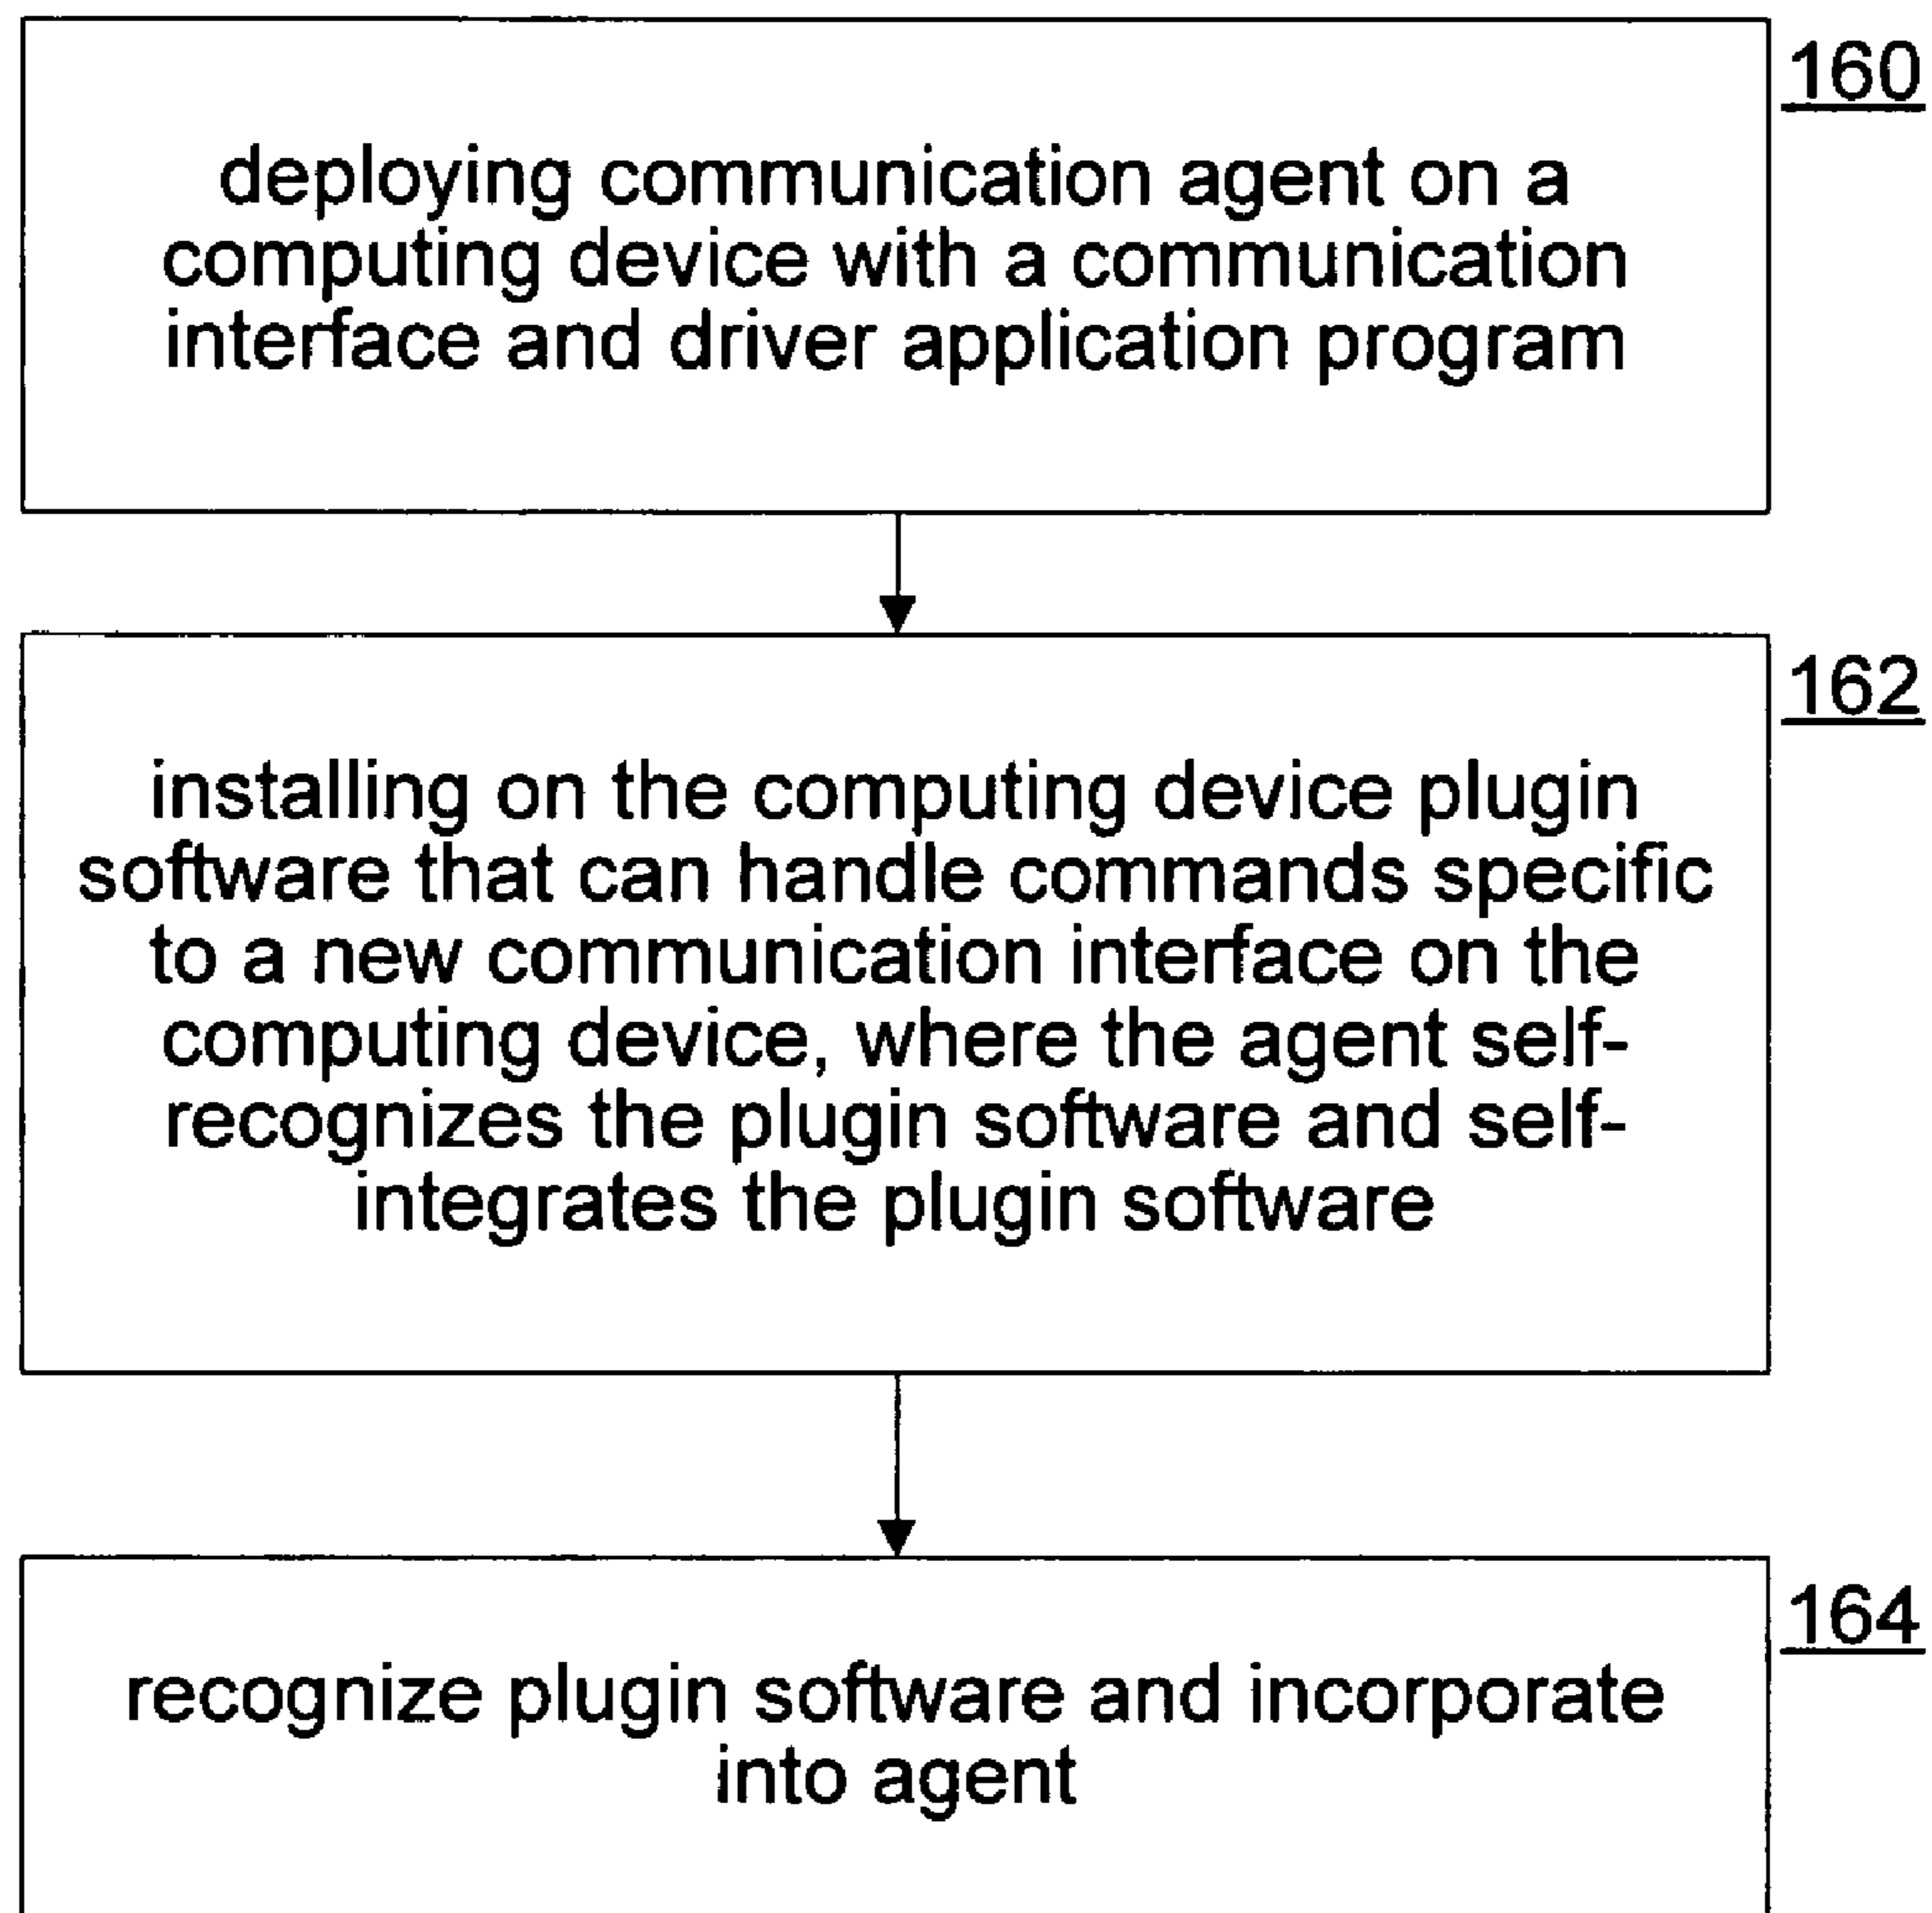 160
deploying communication agent on a
computing device with a communication
interface and driver application program
162
installing on the computing device plugin
software that can handle commands specific
to a new communication interface on the
computing device, where the agent self-
recognizes the plugin software and self-
integrates the plugin software
164
recognize plugin software and incorporate
into agent